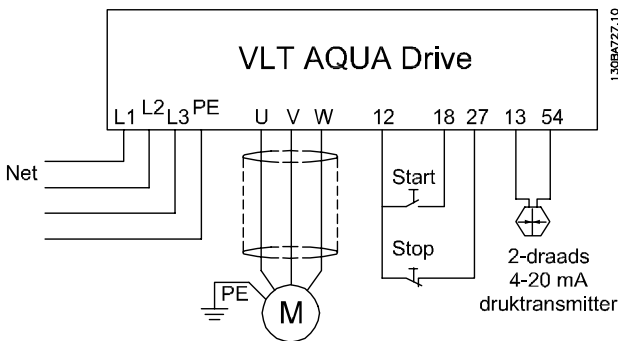 VLT AQUA Drive
130BA727.10
L1 L2 L3 PE U V W 12 18 27 13 54
Net
Start
Stop
2-draads
4-20 mA
druktransmitter
PE
M